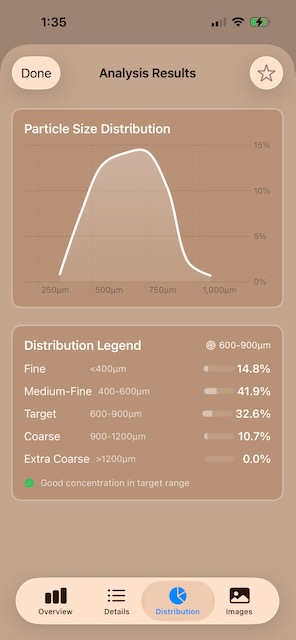 1:35
Done
Analysis Results
Particle Size Distribution
15%
10%
5%
0%
250µm 500µm 750µm 1,000µm
Distribution Legend 600-900µm
Fine <400µm 14.8%
Medium-Fine 400-600µm 41.9%
Target 600-900µm 32.6%
Coarse 900-1200µm 10.7%
Extra Coarse >1200µm 0.0%
Good concentration in target range
Overview Details Distribution Images